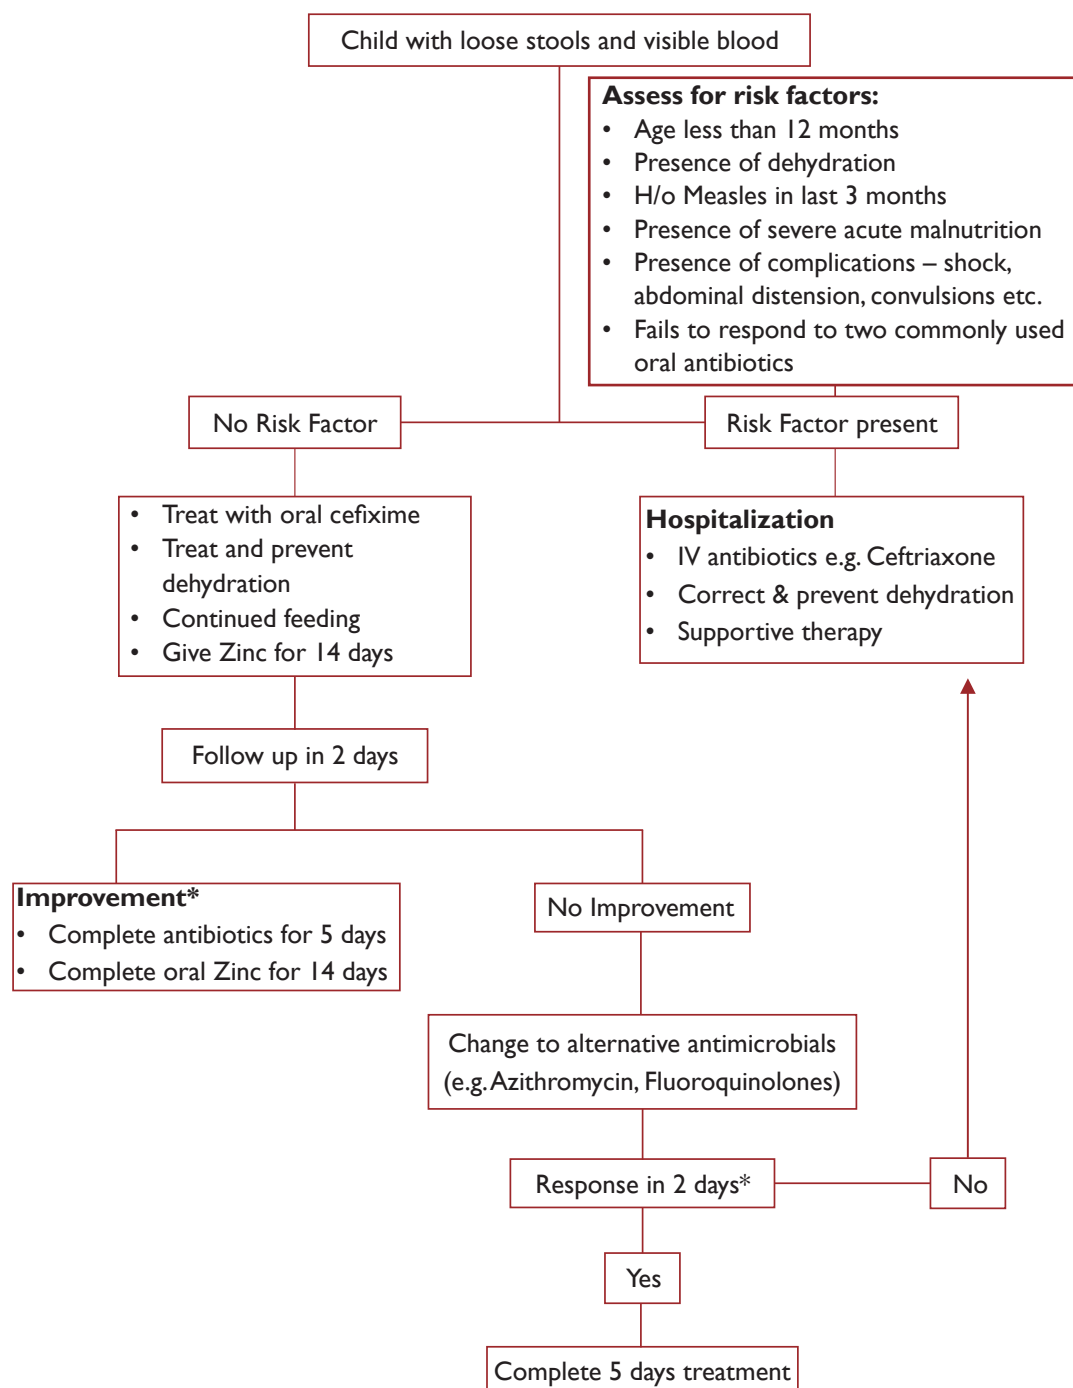 Child with loose stools and visible blood
Assess for risk factors:
• Age less than 12 months
• Presence of dehydration
• H/o Measles in last 3 months
• Presence of severe acute malnutrition
• Presence of complications – shock,
abdominal distension, convulsions etc.
• Fails to respond to two commonly used
oral antibiotics
No Risk Factor
Risk Factor present
• Treat with oral cefixime
• Treat and prevent
dehydration
• Continued feeding
• Give Zinc for 14 days
Hospitalization
• IV antibiotics e.g. Ceftriaxone
• Correct & prevent dehydration
• Supportive therapy
Follow up in 2 days
Improvement*
• Complete antibiotics for 5 days
• Complete oral Zinc for 14 days
No Improvement
Change to alternative antimicrobials
(e.g. Azithromycin, Fluoroquinolones)
Response in 2 days*
No
Yes
Complete 5 days treatment